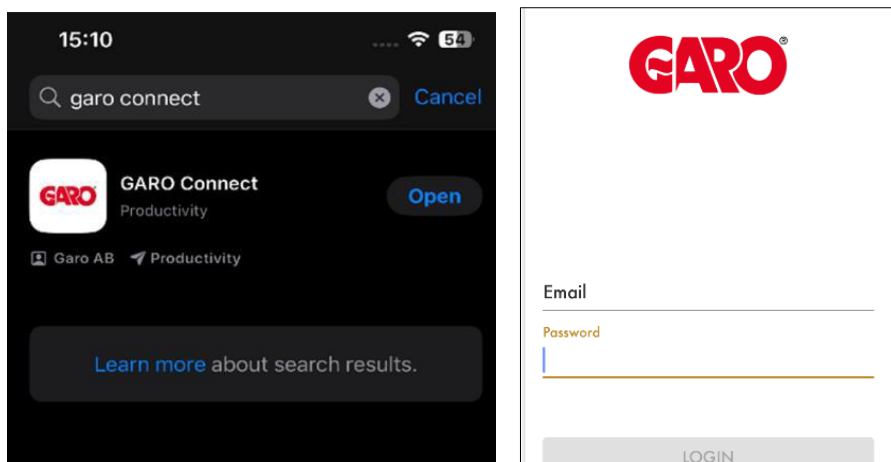 15:10
54
garo connect
Cancel
GARO
GARO Connect
Productivity
Open
Garo AB
Productivity
Learn more about search results.
GARO®
Email
Password
LOGIN